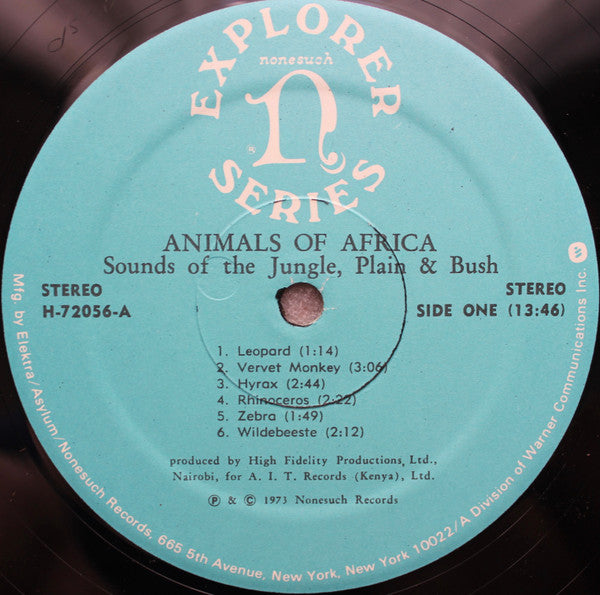 EXPLORER
nonesuch
n
SERIES
ANIMALS OF AFRICA
Sounds of the Jungle, Plain & Bush
STEREO
H-72056-A
STEREO
SIDE ONE (13:46)
1. Leopard (1:14)
2. Vervet Monkey (3:06)
3. Hyrax (2:44)
4. Rhinoceros (2:22)
5. Zebra (1:49)
6. Wildebeeste (2:12)
produced by High Fidelity Productions, Ltd.,
Nairobi, for A. I. T. Records (Kenya), Ltd.
℗ & © 1973 Nonesuch Records
Mfg. by Elektra/Asylum/Nonesuch Records, 665 5th Avenue, New York, New York 10022/A Division of Warner Communications Inc.